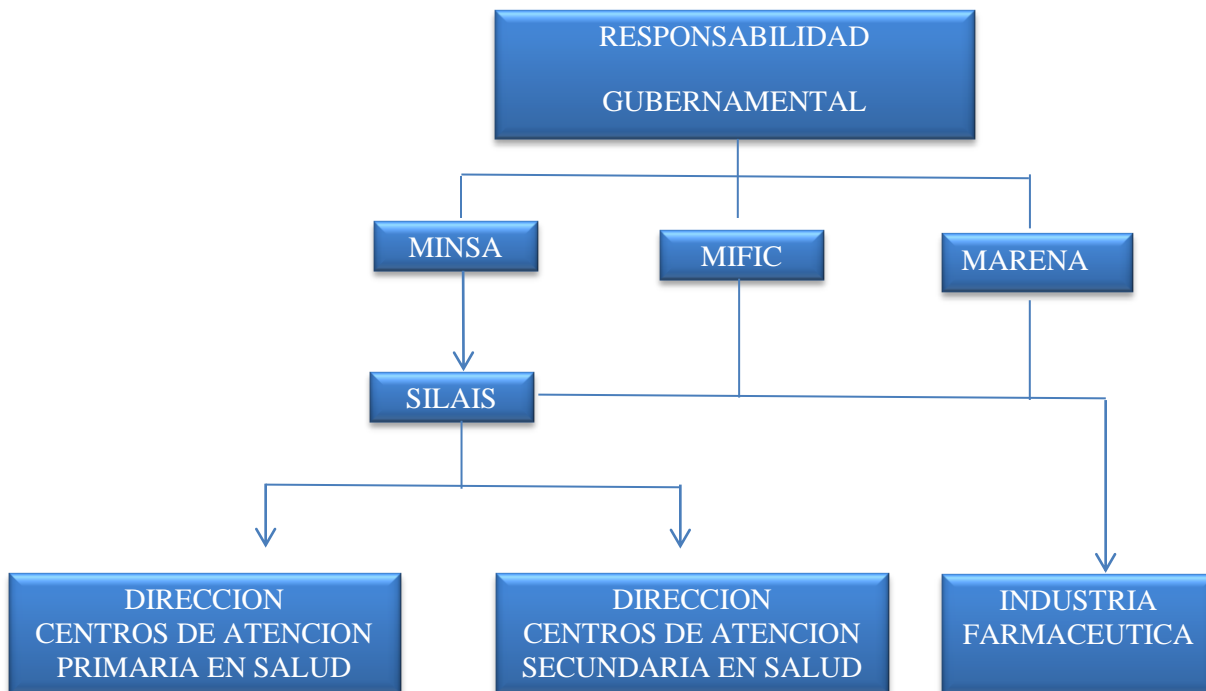 RESPONSABILIDAD
GUBERNAMENTAL
MINSA
MIFIC
MARENA
SILAIS
DIRECCION
CENTROS DE ATENCION
PRIMARIA EN SALUD
DIRECCION
CENTROS DE ATENCION
SECUNDARIA EN SALUD
INDUSTRIA
FARMACEUTICA